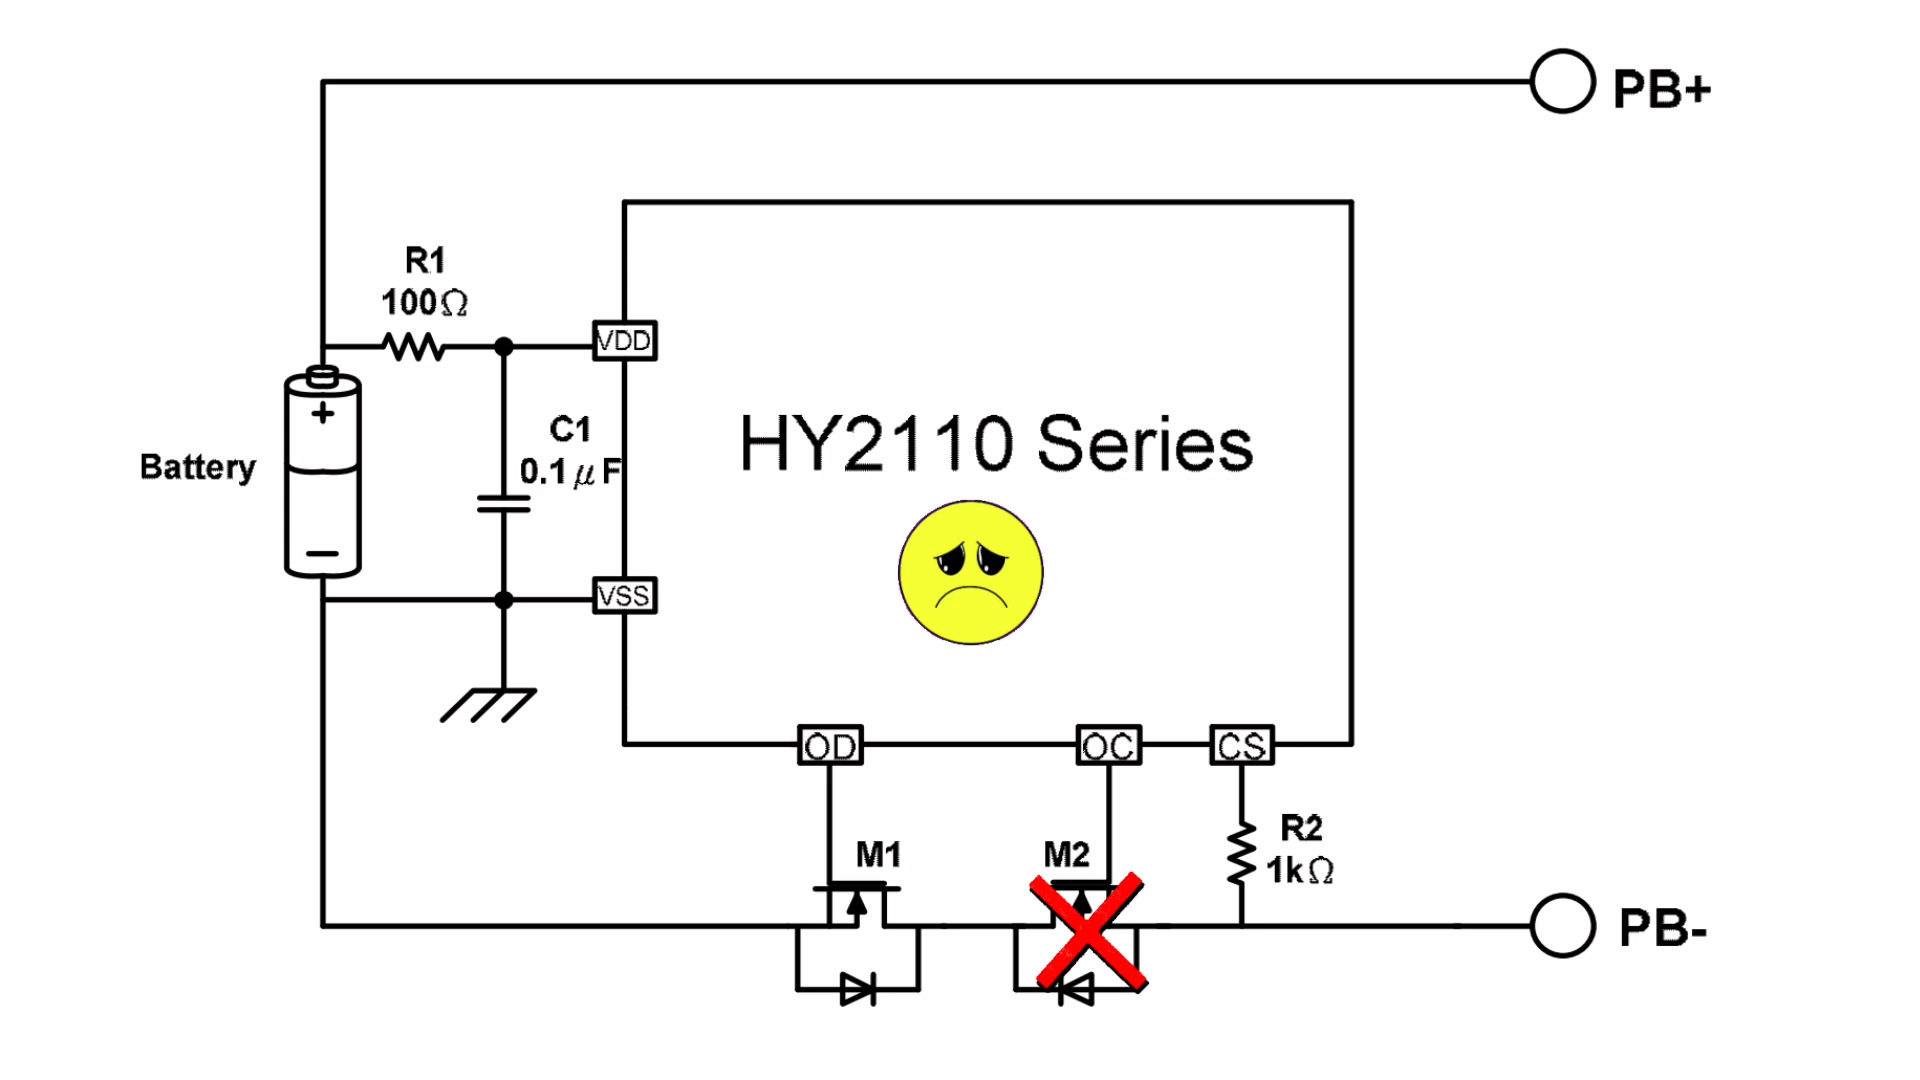 PB+
R1
100Ω
VDD
Battery
+
−
C1
0.1μF
HY2110 Series
VSS
OD
OC
CS
M1
M2
R2
1kΩ
PB-